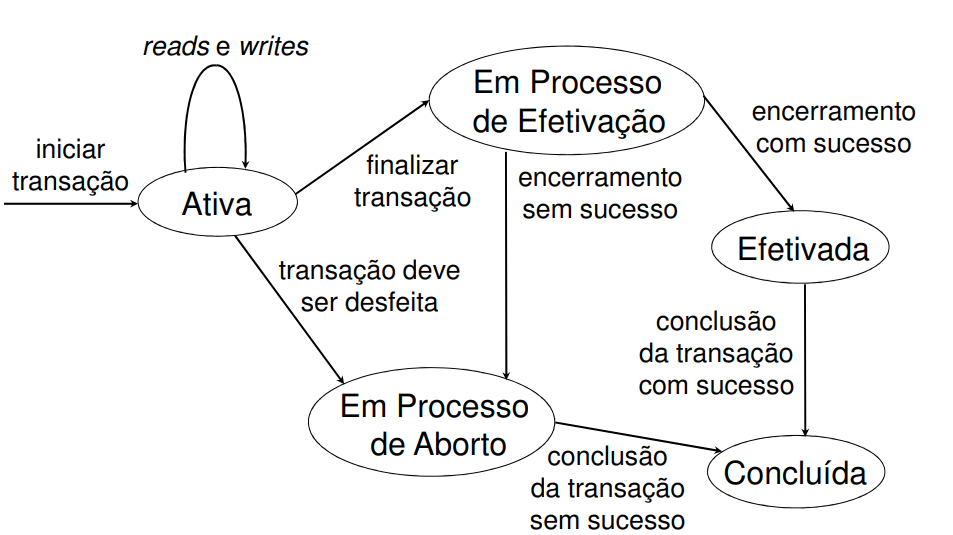 reads e writes
iniciar
transação
Ativa
finalizar
transação
Em Processo
de Efetivação
encerramento
com sucesso
encerramento
sem sucesso
Efetivada
transação deve
ser desfeita
conclusão
da transação
com sucesso
Em Processo
de Aborto
conclusão
da transação
sem sucesso
Concluída